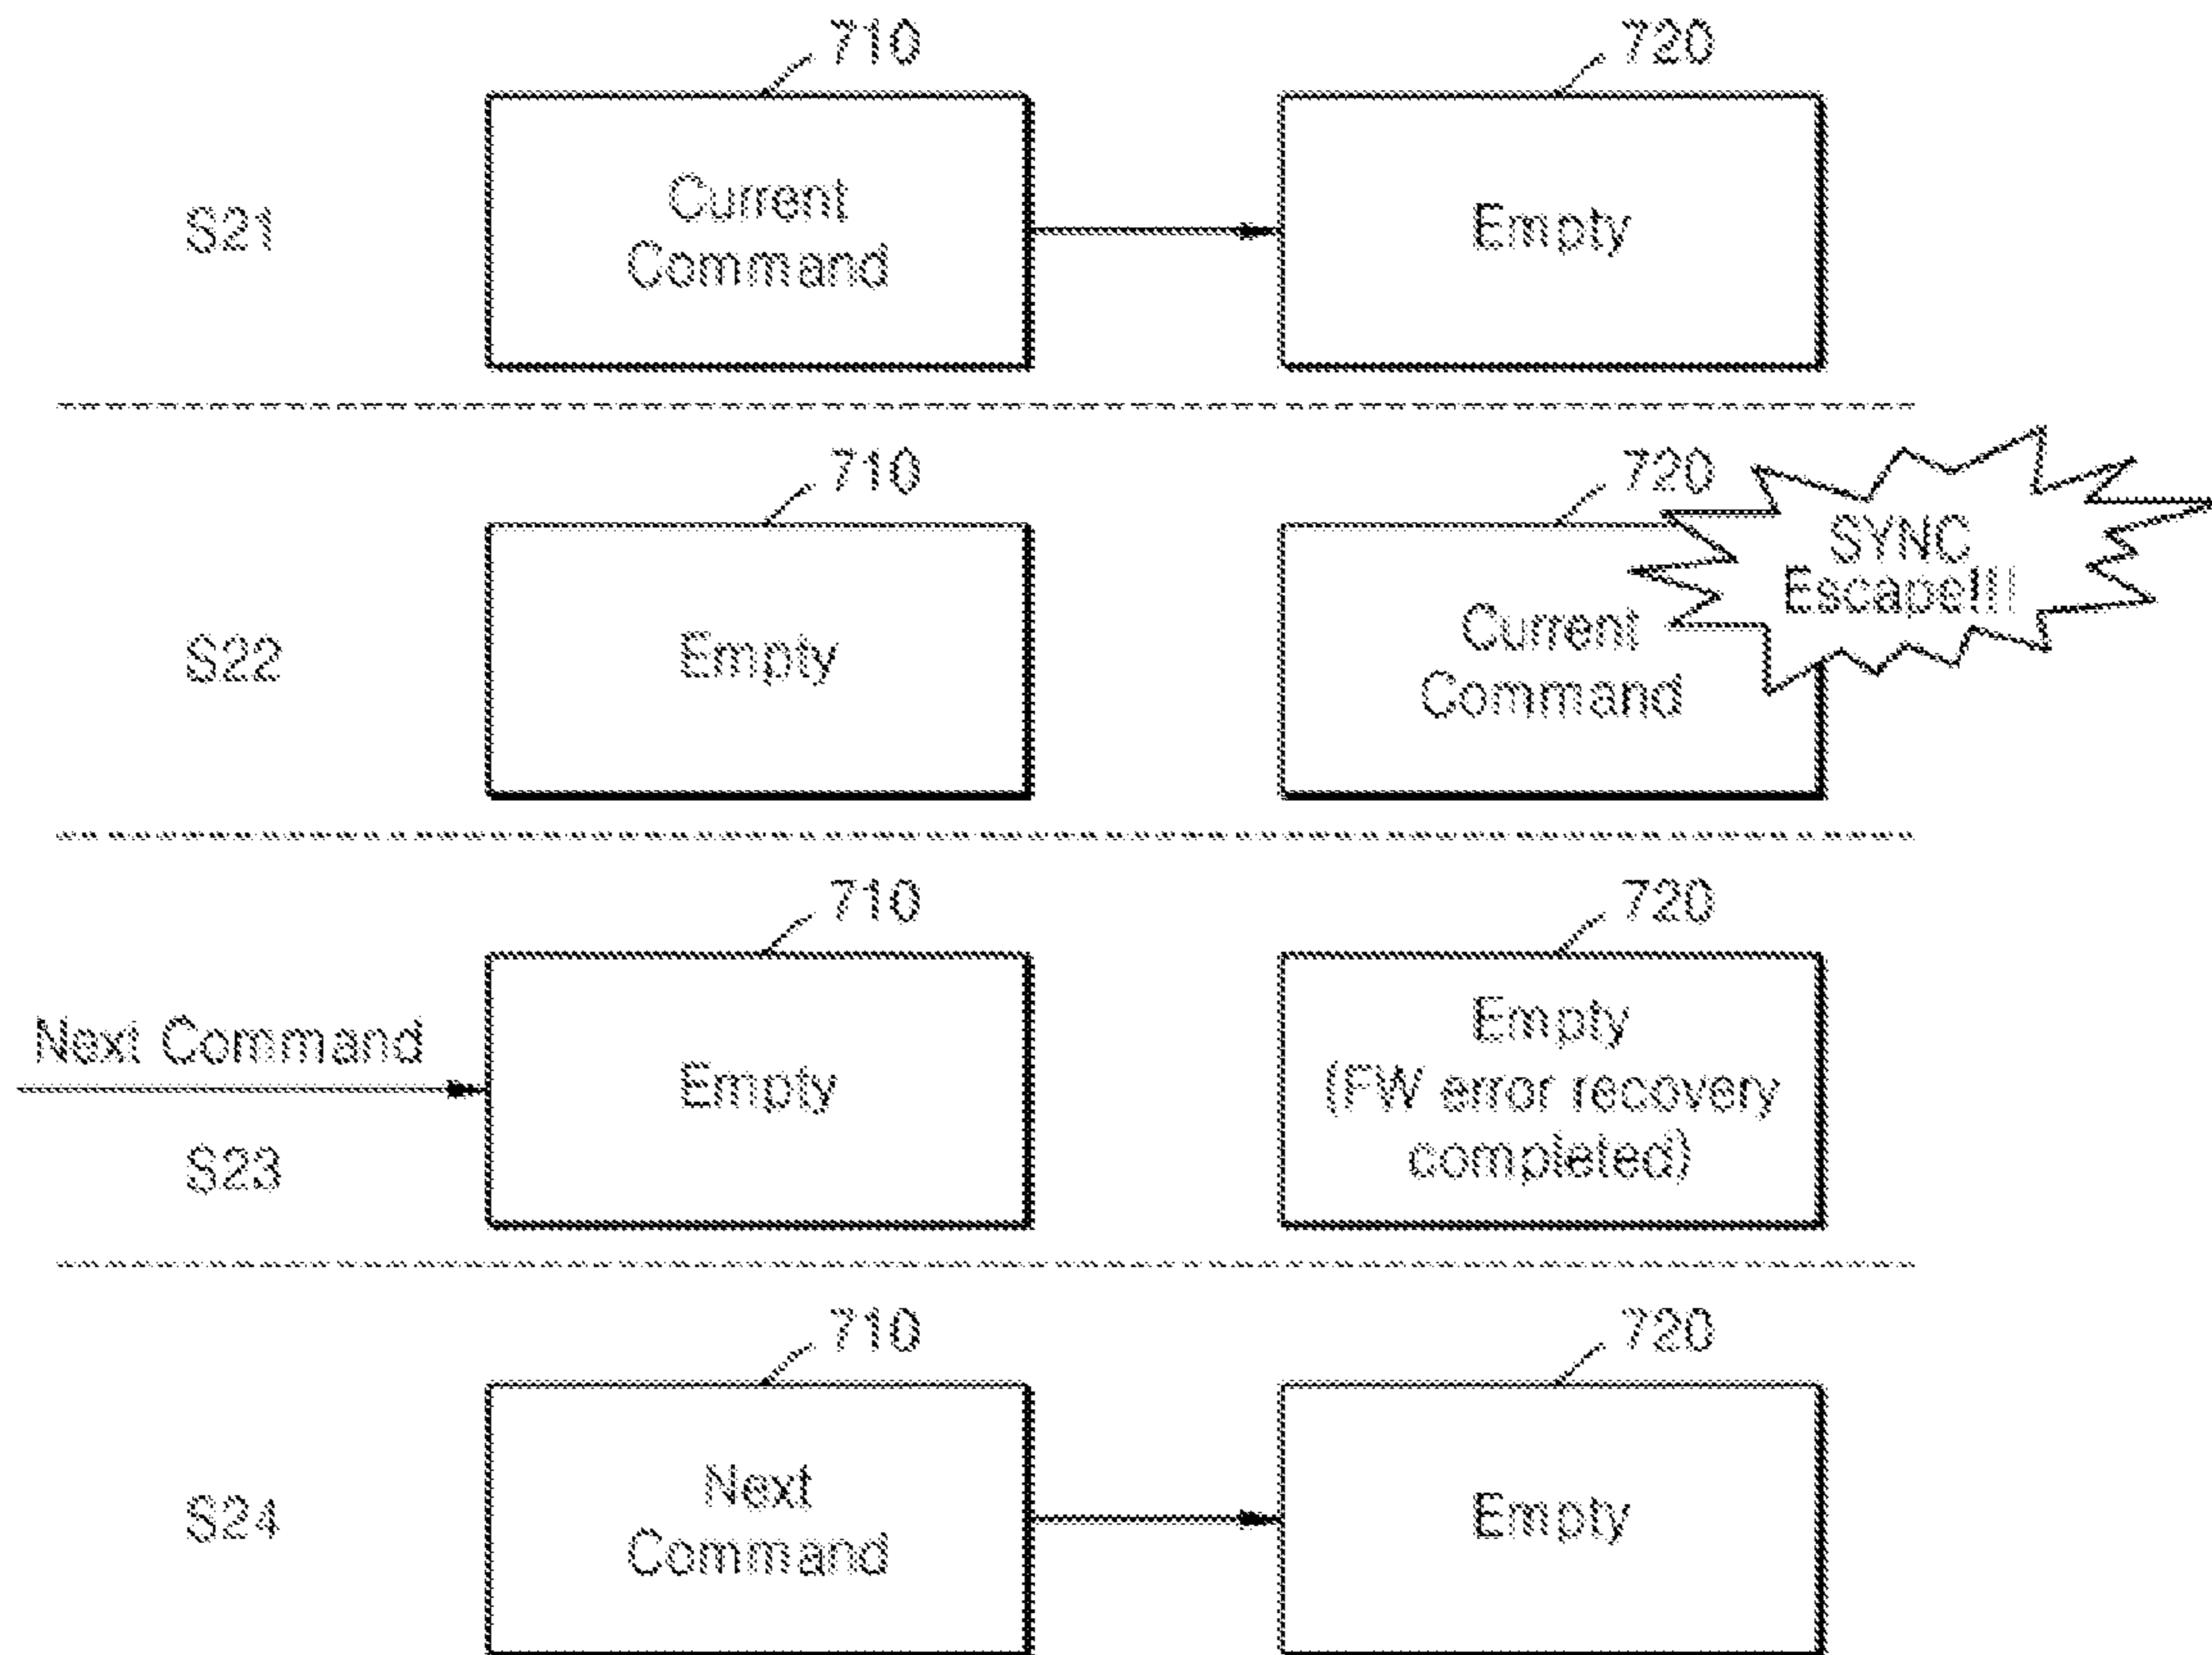 710
720
S21
Current
Command
Empty
710
720
SYNC
Escape!!!
S22
Empty
Current
Command
710
720
Next Command
S23
Empty
Empty
(FW error recovery
completed)
710
720
S24
Next
Command
Empty